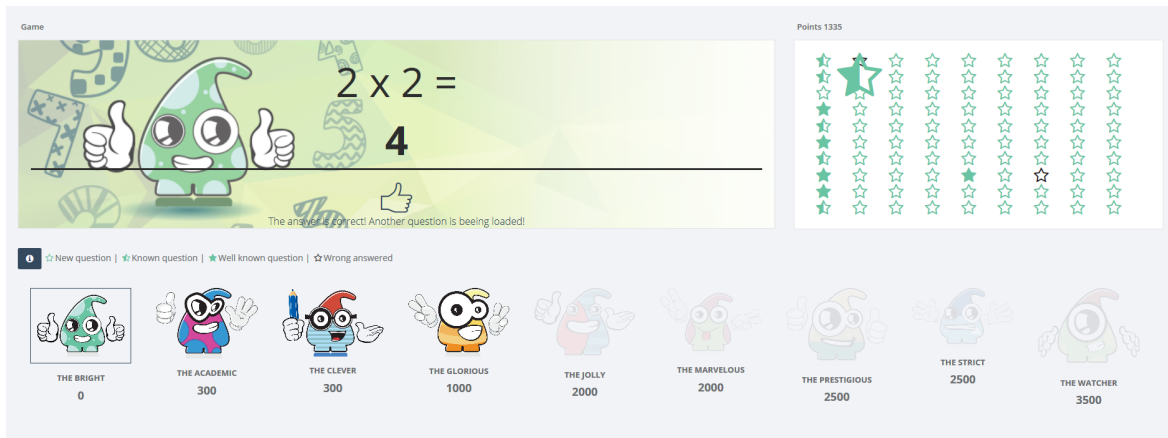 Game
Points 1335
2 x 2 =
4
The answer is correct! Another question is beeing loaded!
New question | Known question | Well known question | Wrong answered
THE BRIGHT
0
THE ACADEMIC
300
THE CLEVER
300
THE GLORIOUS
1000
THE JOLLY
2000
THE MARVELOUS
2000
THE PRESTIGIOUS
2500
THE STRICT
2500
THE WATCHER
3500